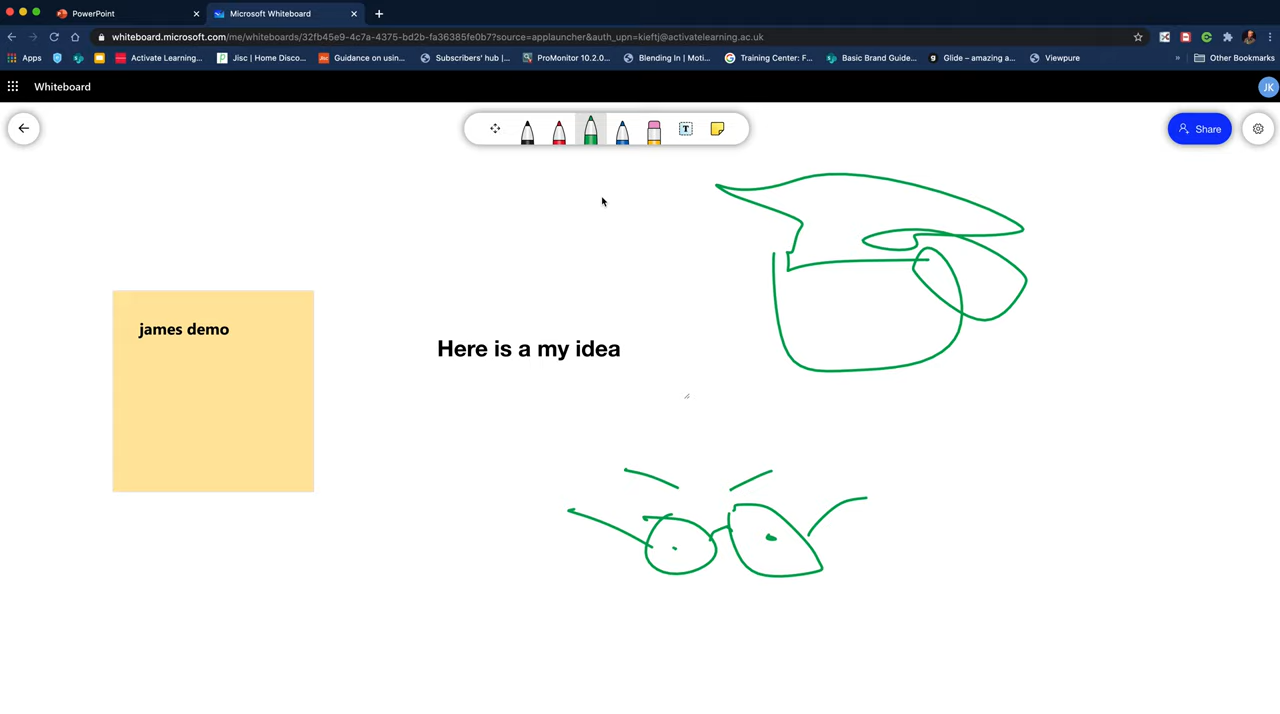 PowerPoint
Microsoft Whiteboard
whiteboard.microsoft.com/me/whiteboards/32fb45e9-4c7a-4375-bd2b-fa36385fe0b7?source=applauncher&auth_upn=kieftj@activatelearning.ac.uk
Apps Activate Learning... Jisc | Home Disco... Guidance on usin... Subscribers' hub |... ProMonitor 10.2.0... Blending In | Moti... Training Center: F... Basic Brand Guide... Glide – amazing a... Viewpure » Other Bookmarks
Whiteboard
JK
Share
james demo
Here is a my idea